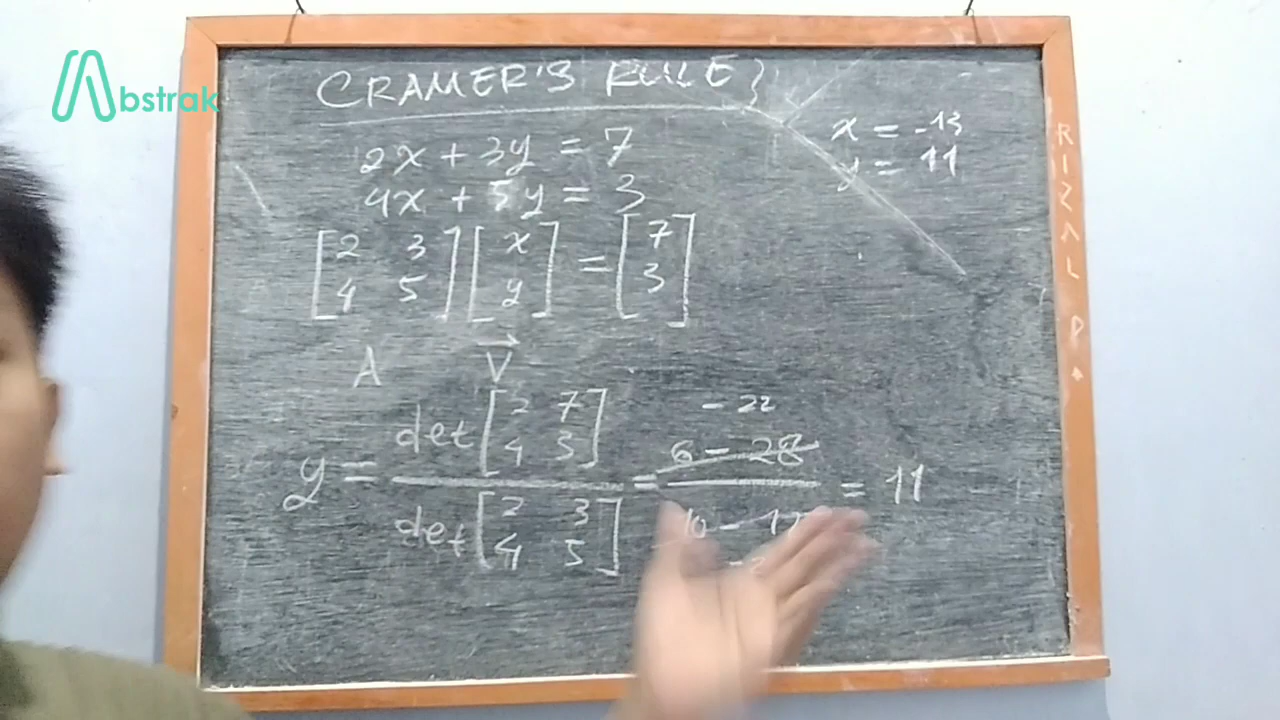 Abstrak
CRAMER'S RULE
2x + 3y = 7
4x + 5y = 3
[2 3] [x] = [7]
[4 5] [y] [3]
A V
x = -13
y = 11
y = det [2 7; 4 3] / det [2 3; 4 5] = -22 6 - 28 / 10 - 12 -2 = 11
RIZAL P.